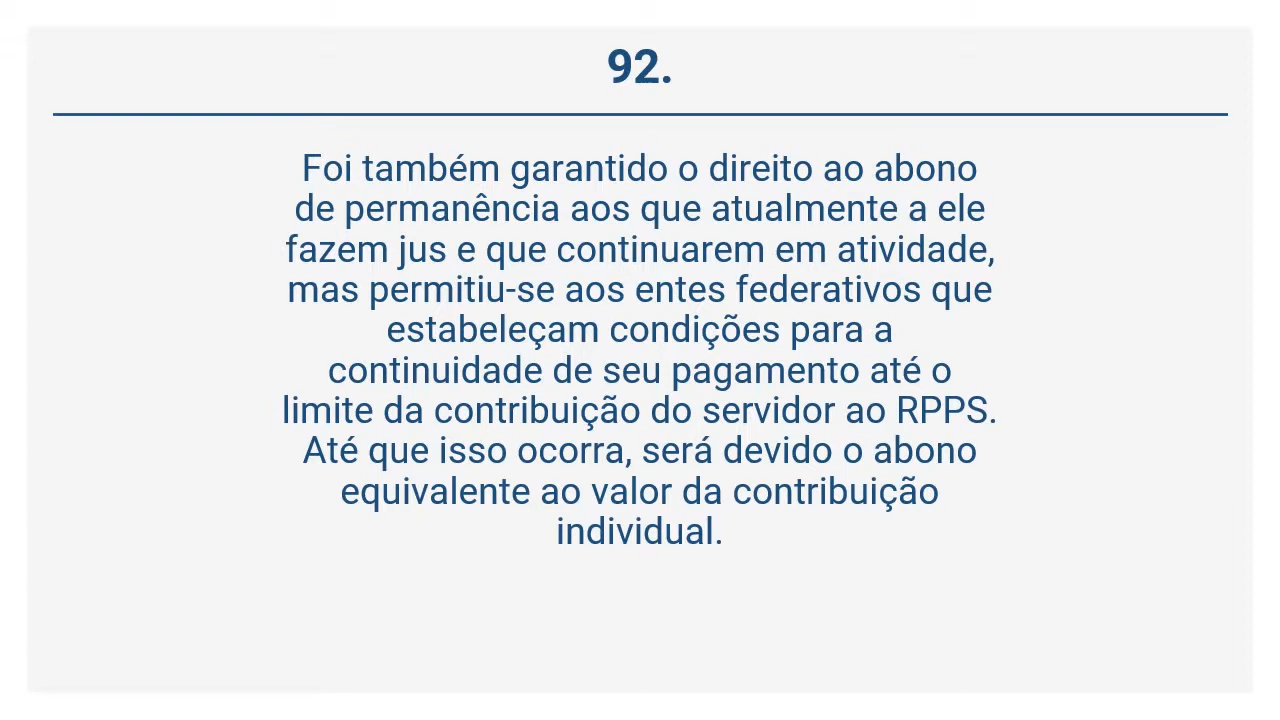 92.
Foi também garantido o direito ao abono
de permanência aos que atualmente a ele
fazem jus e que continuarem em atividade,
mas permitiu-se aos entes federativos que
estabeleçam condições para a
continuidade de seu pagamento até o
limite da contribuição do servidor ao RPPS.
Até que isso ocorra, será devido o abono
equivalente ao valor da contribuição
individual.